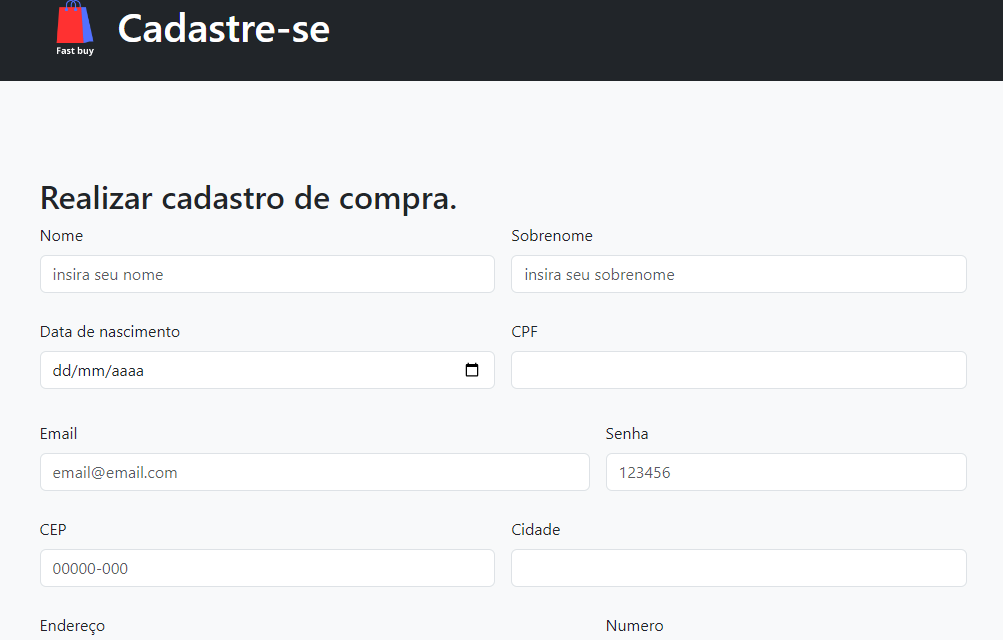 Fast buy
Cadastre-se
Realizar cadastro de compra.
Nome
Sobrenome
insira seu nome
insira seu sobrenome
Data de nascimento
CPF
dd/mm/aaaa
Email
Senha
email@email.com
123456
CEP
Cidade
00000-000
Endereço
Numero